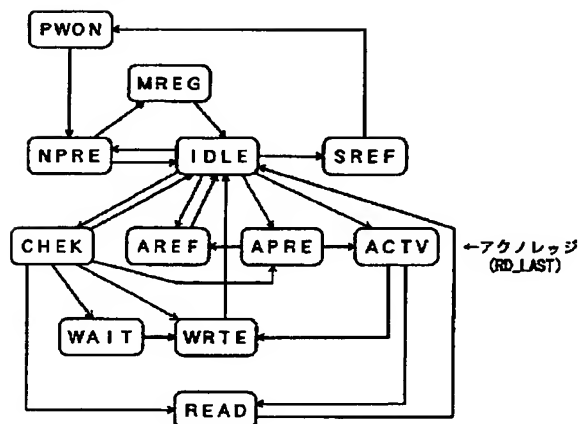 PWON
MREG
NPRE
IDLE
SREF
CHEK
AREF
APRE
ACTV
←アクノレッジ
(RD_LAST)
WAIT
WRTE
READ